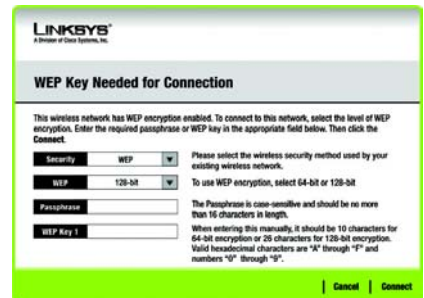 LINKSYS®
A Division of Cisco Systems, Inc.
WEP Key Needed for Connection
This wireless network has WEP encryption enabled. To connect to this network, select the level of WEP
encryption. Enter the required passphrase or WEP key in the appropriate field below. Then click the
Connect.
Security WEP
Please select the wireless security method used by your
existing wireless network.
WEP 128-bit
To use WEP encryption, select 64-bit or 128-bit
Passphrase
The Passphrase is case-sensitive and should be no more
than 16 characters in length.
WEP Key 1
When entering this manually, it should be 10 characters for
64-bit encryption or 26 characters for 128-bit encryption.
Valid hexadecimal characters are "A" through "F" and
numbers "0" through "9".
Cancel Connect